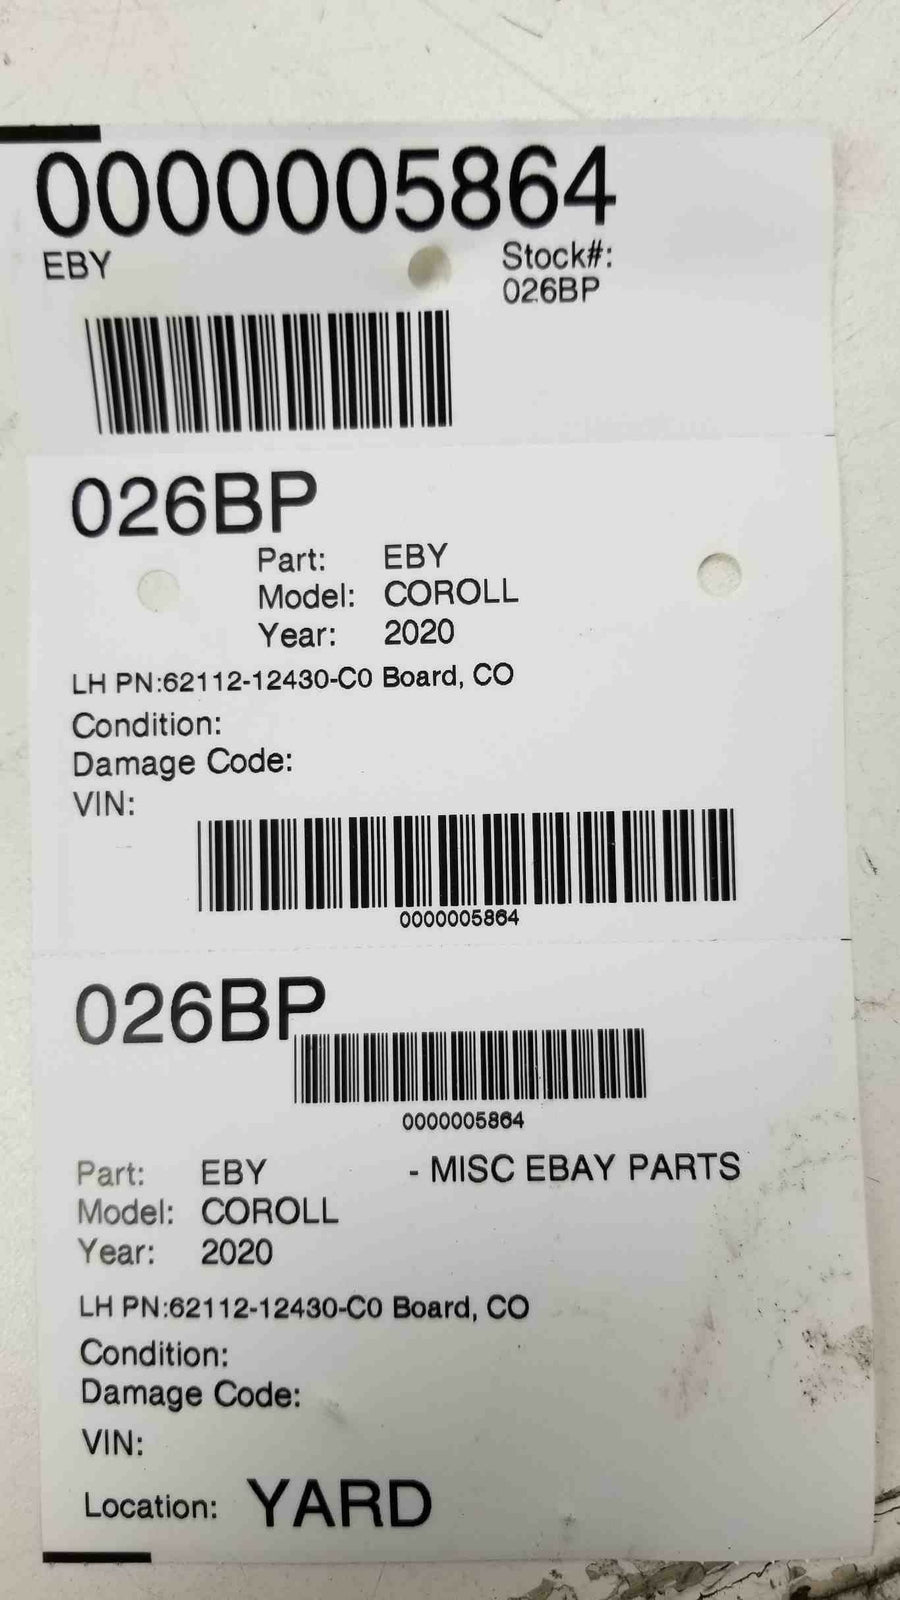 0000005864
EBY
Stock#:
026BP
026BP
Part: EBY
Model: COROLL
Year: 2020
LH PN:62112-12430-C0 Board, CO
Condition:
Damage Code:
VIN:
0000005864
026BP
0000005864
Part: EBY - MISC EBAY PARTS
Model: COROLL
Year: 2020
LH PN:62112-12430-C0 Board, CO
Condition:
Damage Code:
VIN:
Location: YARD